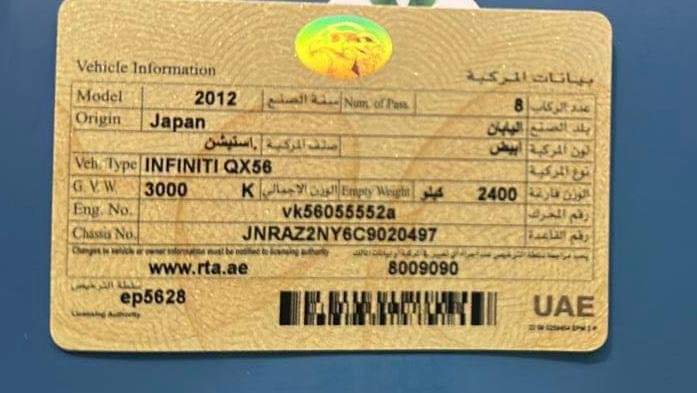 Vehicle Information بيانات المركبة
Model 2012 سنة الصنع Num. of Pass. 8 عدد الركاب
Origin Japan اليابان بلد الصنع
استيشن. صنف المركبة أبيض لون المركبة
Veh. Type INFINITI QX56 نوع المركبة
G. V. W. 3000 K الوزن الاجمالي Empty Weight كيلو 2400 الوزن فارغة
Eng. No. vk56055552a رقم المحرك
Chassis No. JNRAZ2NY6C9020497 رقم القاعدة
Changes in vehicle or owner information must be notified to licensing authority
www.rta.ae 8009090
سلطة الترخيص
ep5628
Licensing Authority
UAE